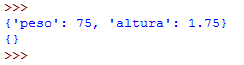 >>>
{'peso': 75, 'altura': 1.75}
{}
>>>